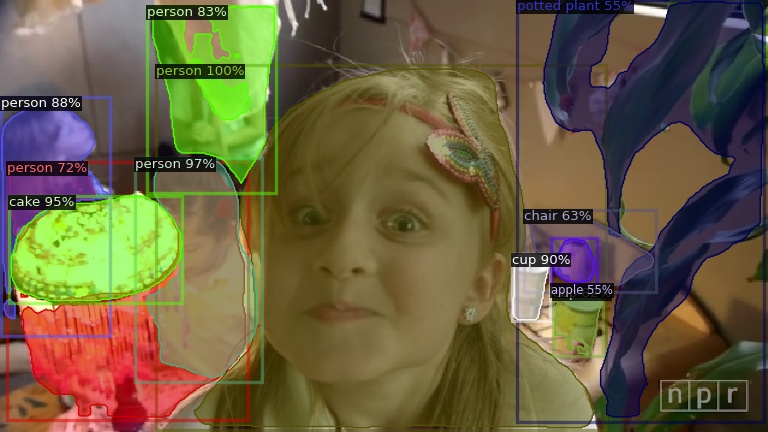 person 83%
potted plant 55%
person 100%
person 88%
person 97%
person 72%
cake 95%
chair 63%
cup 90%
apple 55%
npr